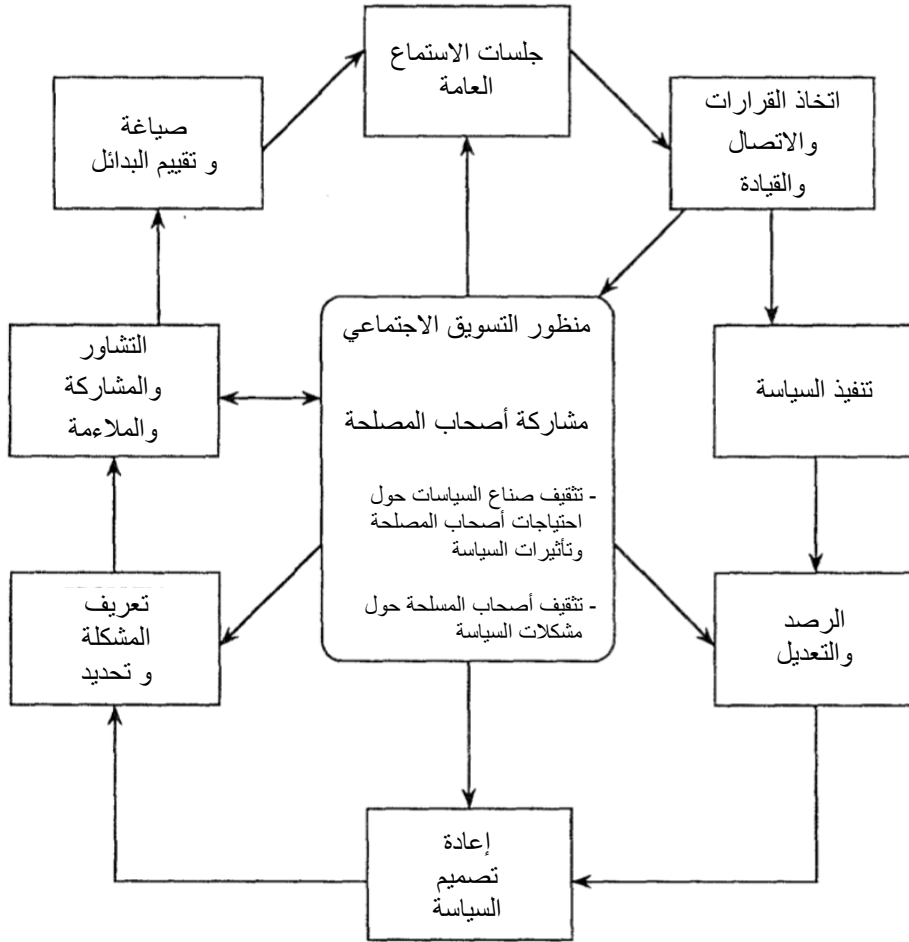 جلسات الاستماع
العامة
اتخاذ القرارات
والاتصال
والقيادة
صياغة
و تقييم البدائل
منظور التسويق الاجتماعي
مشاركة أصحاب المصلحة
- تثقيف صناع السياسات حول
احتياجات أصحاب المصلحة
وتأثيرات السياسة
- تثقيف أصحاب المسلحة حول
مشكلات السياسة
تنفيذ السياسة
التشاور
والمشاركة
والملاءمة
الرصد
والتعديل
تعريف
المشكلة
و تحديد
إعادة
تصميم
السياسة